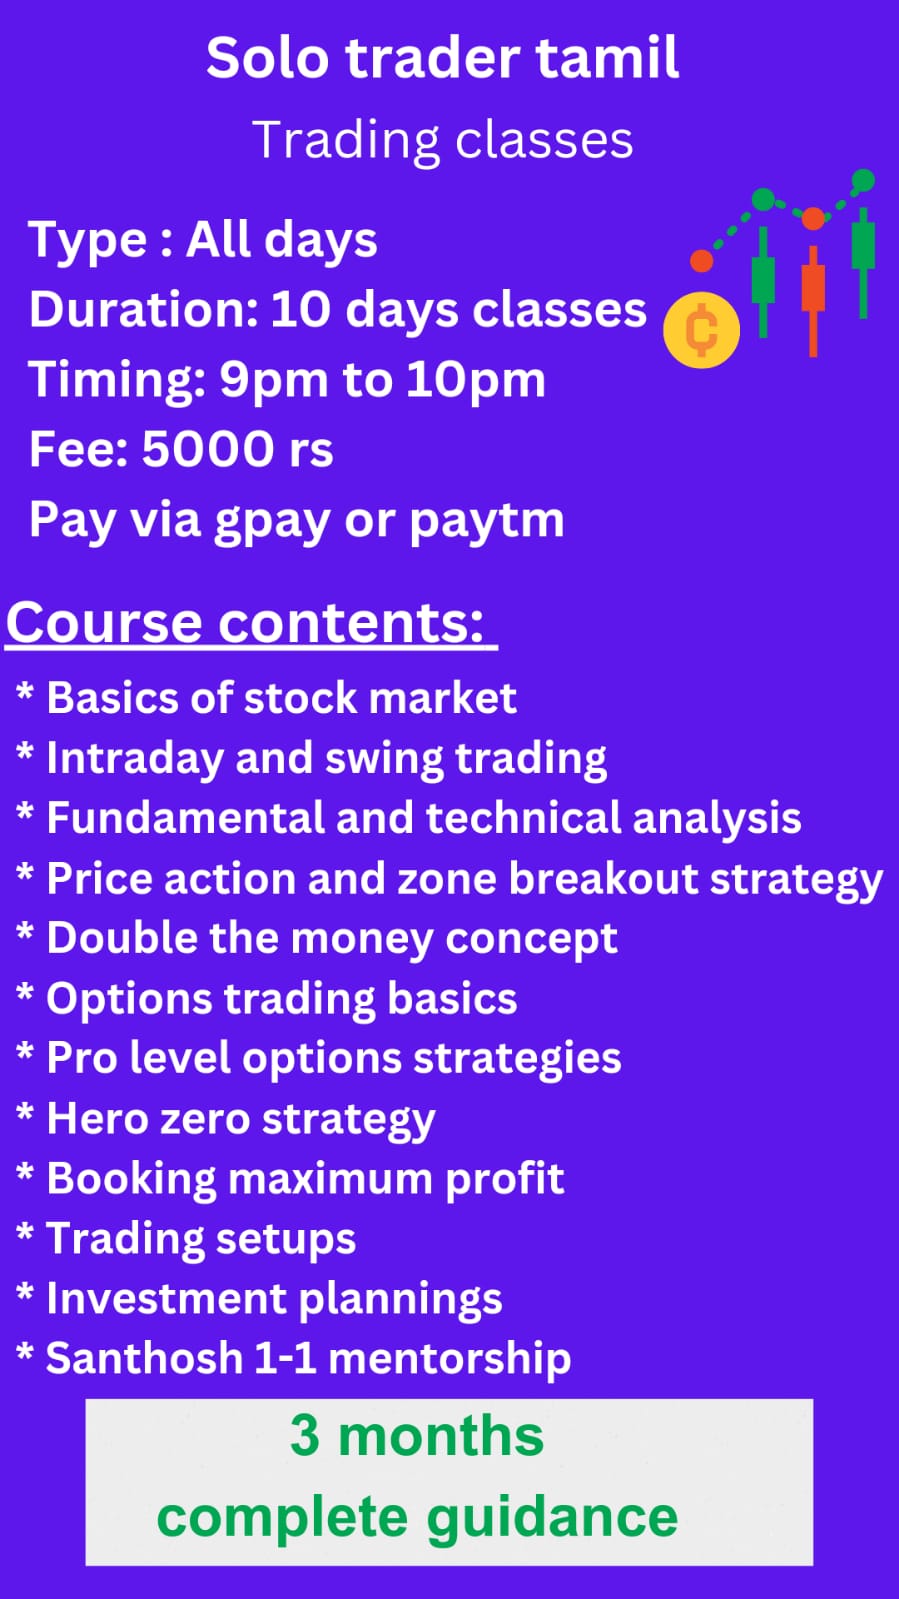 Solo trader tamil
Trading classes
Type : All days
Duration: 10 days classes
Timing: 9pm to 10pm
Fee: 5000 rs
Pay via gpay or paytm
Course contents:
* Basics of stock market
* Intraday and swing trading
* Fundamental and technical analysis
* Price action and zone breakout strategy
* Double the money concept
* Options trading basics
* Pro level options strategies
* Hero zero strategy
* Booking maximum profit
* Trading setups
* Investment plannings
* Santhosh 1-1 mentorship
3 months
complete guidance